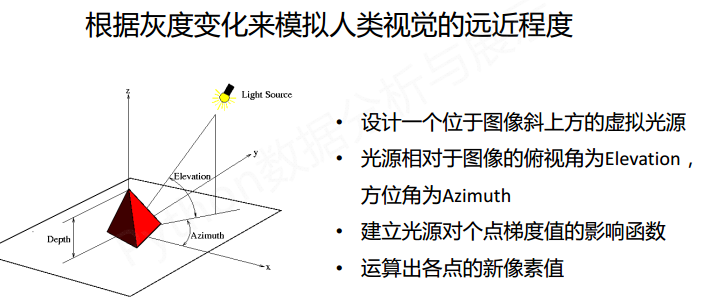 根据灰度变化来模拟人类视觉的远近程度
z
Light Source
y
Elevation
Depth
Azimuth
x
• 设计一个位于图像斜上方的虚拟光源
• 光源相对于图像的俯视角为Elevation，
方位角为Azimuth
• 建立光源对个点梯度值的影响函数
• 运算出各点的新像素值